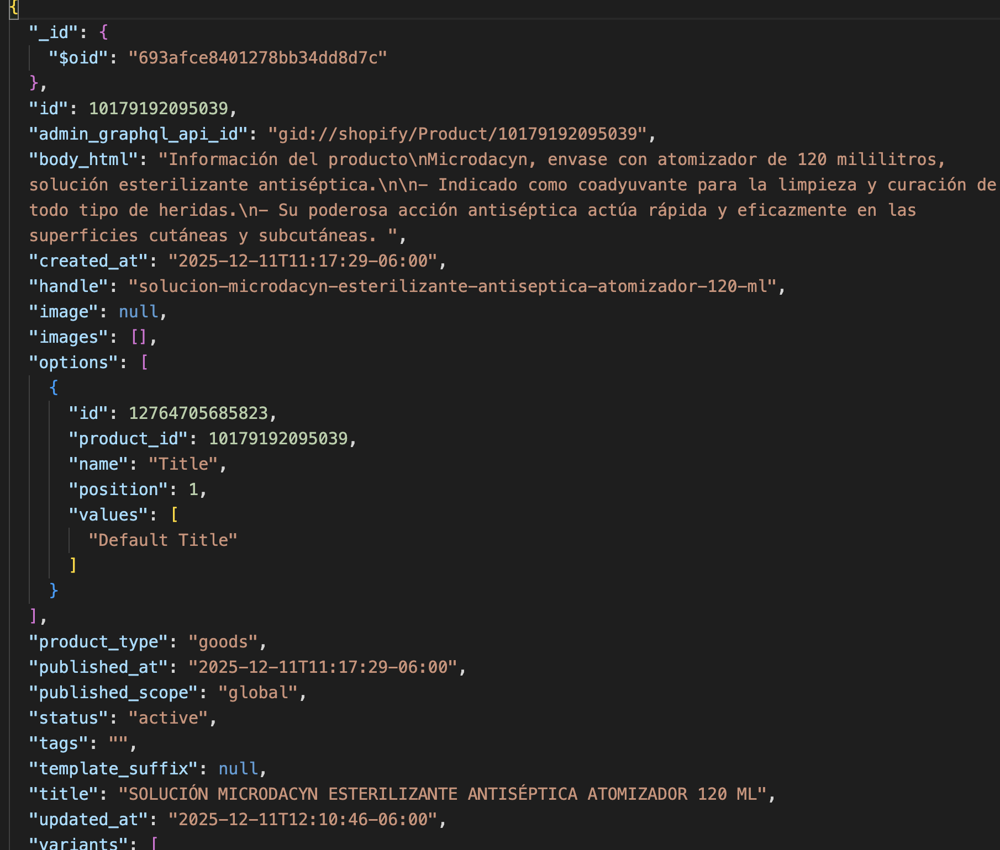 {
"_id": {
"$oid": "693afce8401278bb34dd8d7c"
},
"id": 10179192095039,
"admin_graphql_api_id": "gid://shopify/Product/10179192095039",
"body_html": "Información del producto\nMicrodacyn, envase con atomizador de 120 mililitros,
solución esterilizante antiséptica.\n\n- Indicado como coadyuvante para la limpieza y curación de
todo tipo de heridas.\n- Su poderosa acción antiséptica actúa rápida y eficazmente en las
superficies cutáneas y subcutáneas. ",
"created_at": "2025-12-11T11:17:29-06:00",
"handle": "solucion-microdacyn-esterilizante-antiseptica-atomizador-120-ml",
"image": null,
"images": [],
"options": [
{
"id": 12764705685823,
"product_id": 10179192095039,
"name": "Title",
"position": 1,
"values": [
"Default Title"
]
}
],
"product_type": "goods",
"published_at": "2025-12-11T11:17:29-06:00",
"published_scope": "global",
"status": "active",
"tags": "",
"template_suffix": null,
"title": "SOLUCIÓN MICRODACYN ESTERILIZANTE ANTISÉPTICA ATOMIZADOR 120 ML",
"updated_at": "2025-12-11T12:10:46-06:00",
"variants": [